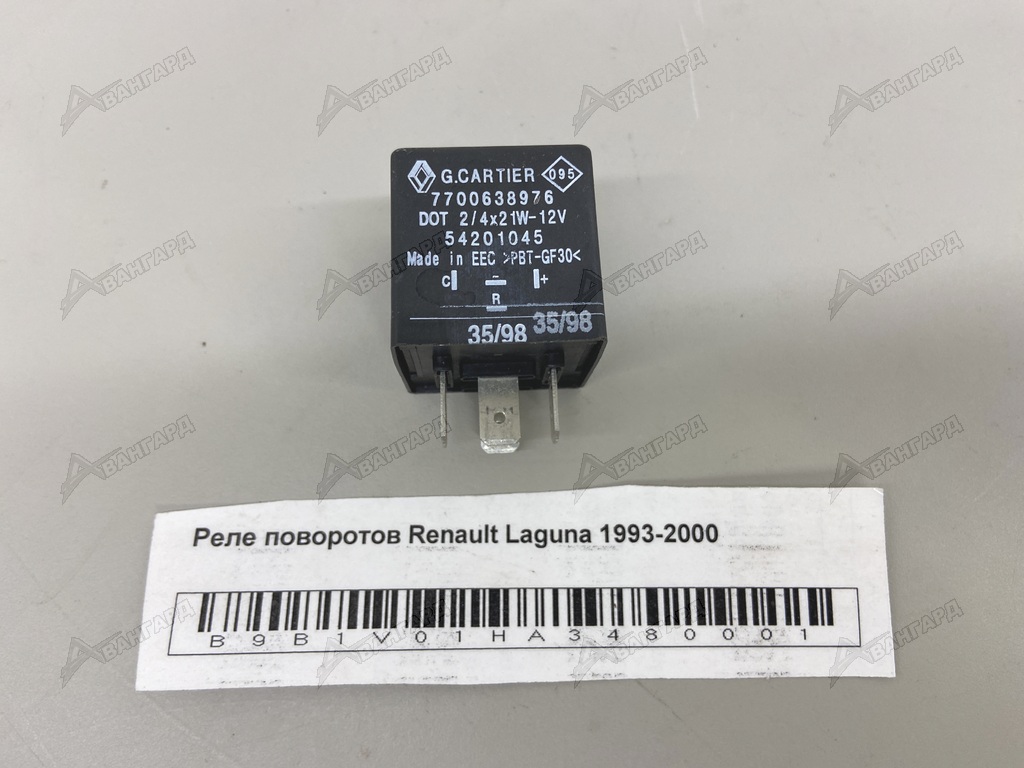 G.CARTIER 095
7700638976
DOT 2/4x21W-12V
54201045
Made in EEC >PBT-GF30<
C - +
R
35/98 35/98
Реле поворотов Renault Laguna 1993-2000
B9B1V01HA3480001
АВАНГАРД